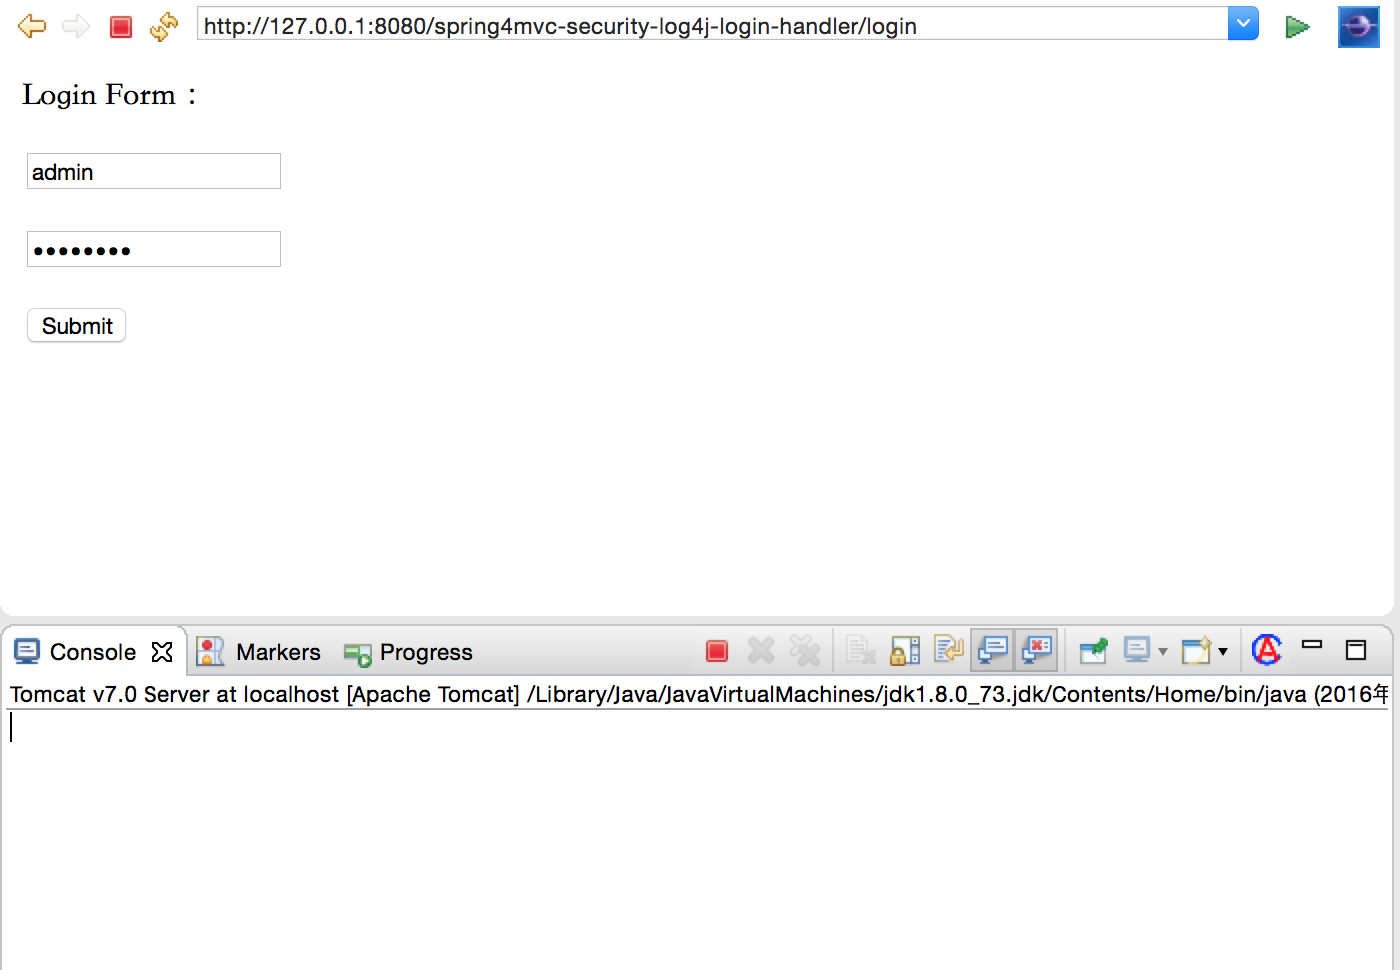 http://127.0.0.1:8080/spring4mvc-security-log4j-login-handler/login
Login Form：
admin
••••••••
Submit
Console Markers Progress
Tomcat v7.0 Server at localhost [Apache Tomcat] /Library/Java/JavaVirtualMachines/jdk1.8.0_73.jdk/Contents/Home/bin/java (2016年